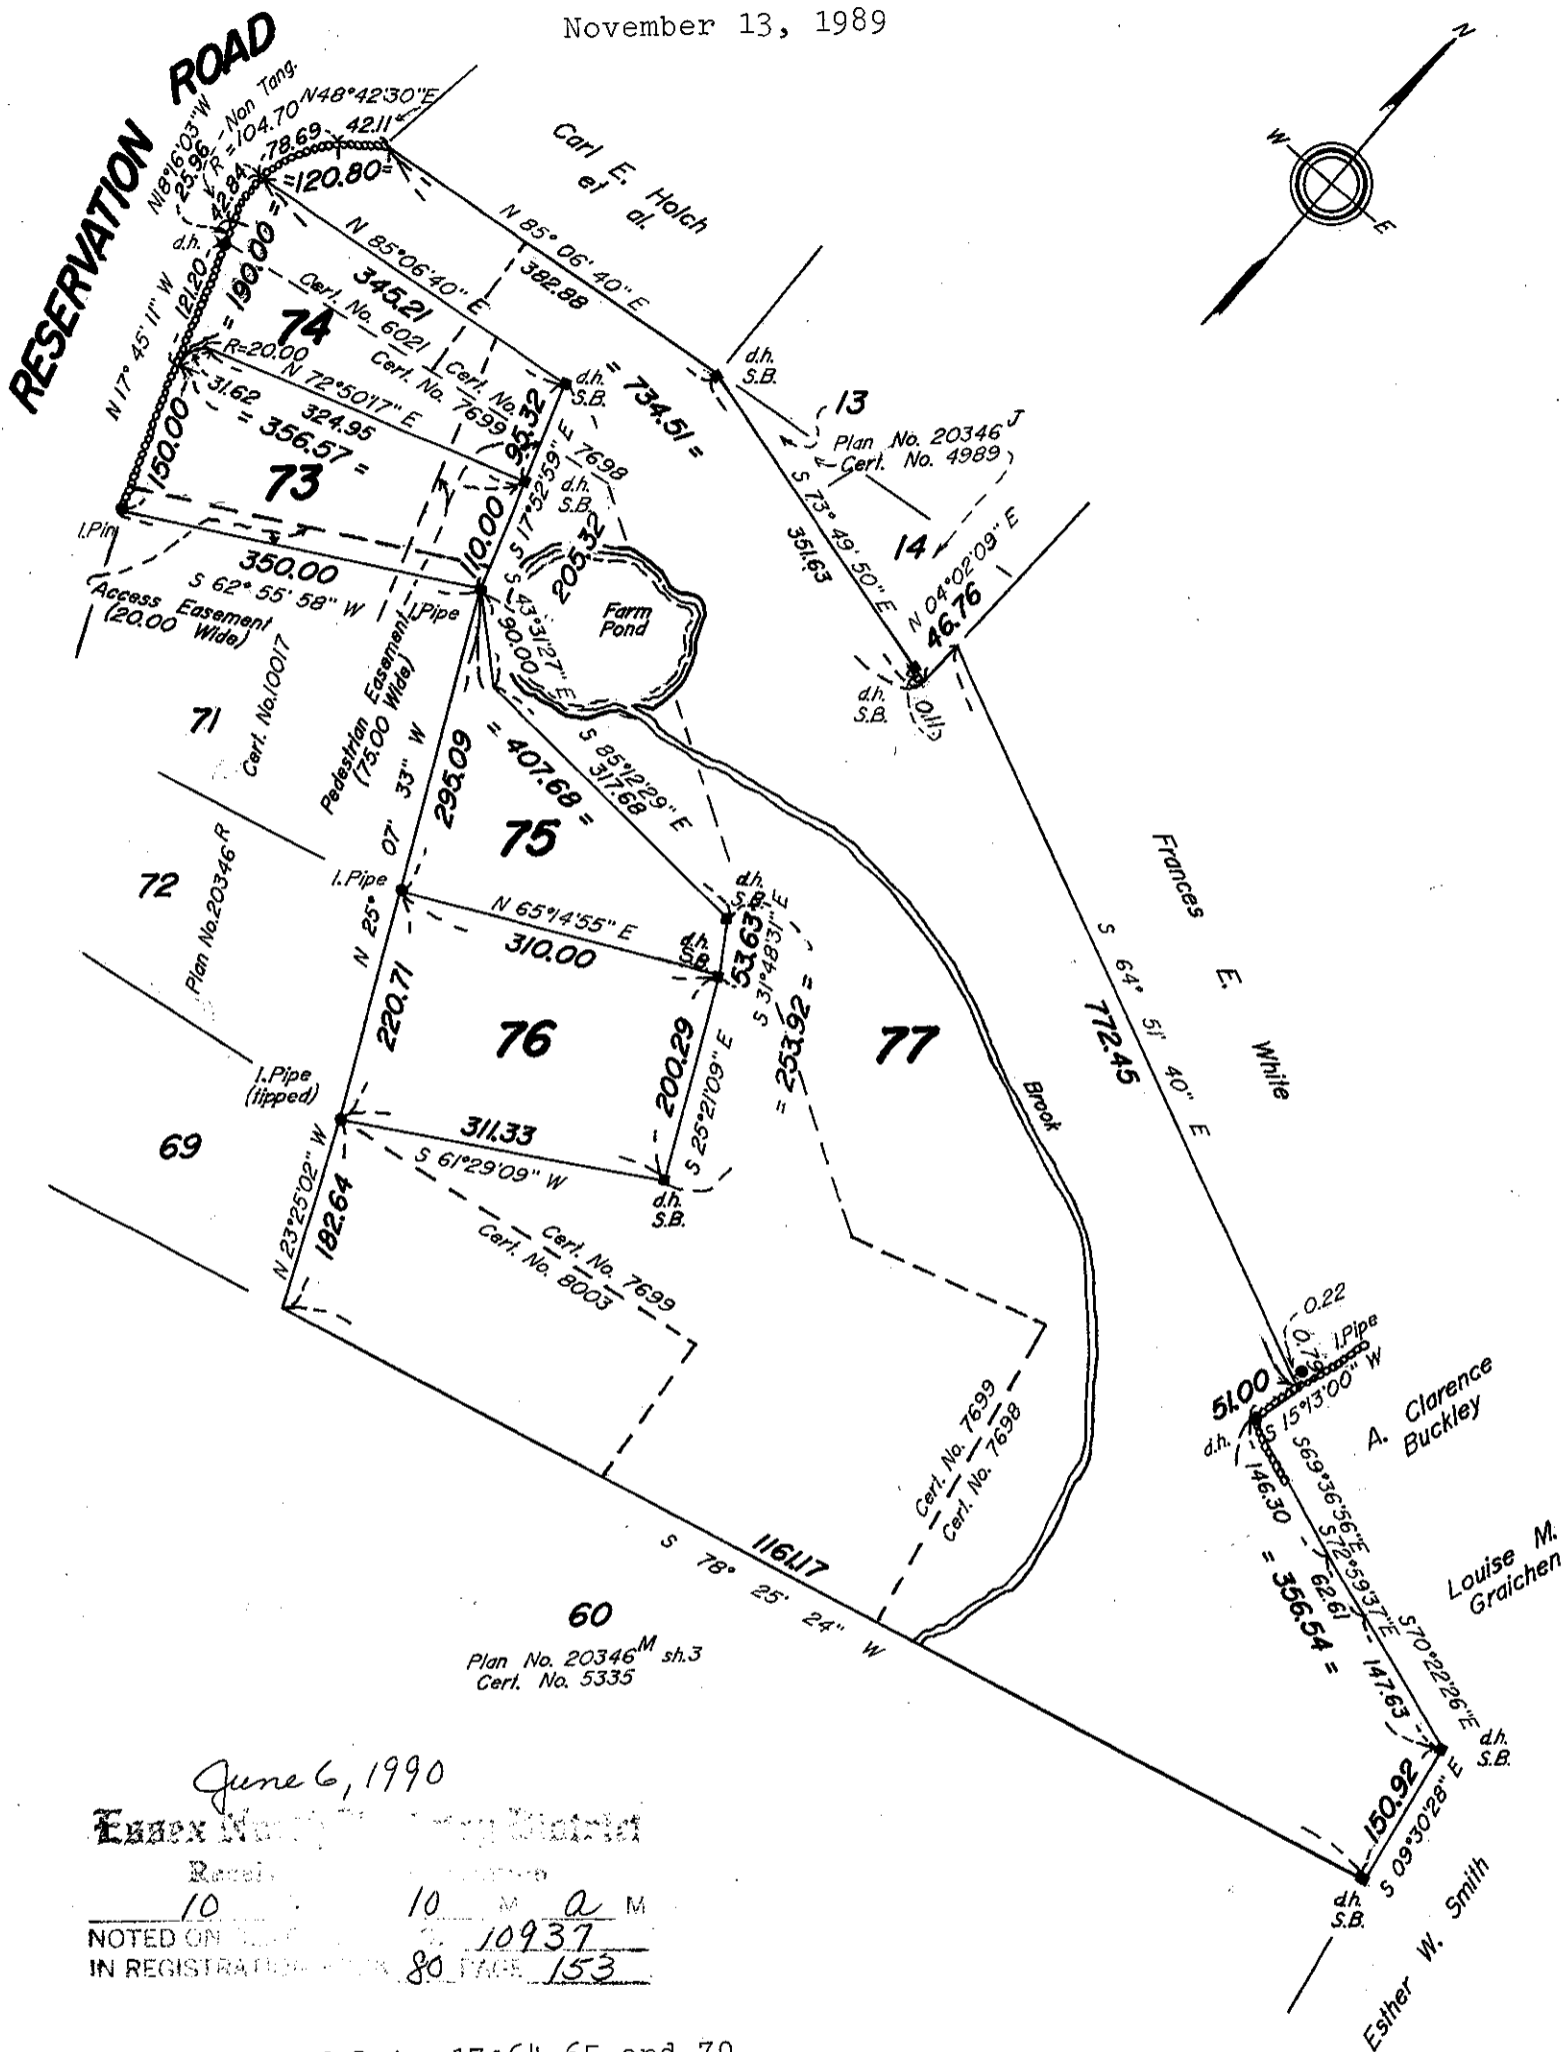 November 13, 1989
RESERVATION ROAD
N18°16'03"W
25.96 - Non Tang.
R=104.70
N48°42'30"E
42.84
78.69
42.11
=120.80=
d.h.
= 190.00 =
121.20
N 17° 45' 11" W
Carl E. Holch
et al.
N 85° 06' 40" E
382.88
N 85°06'40" E
345.21
Cert. No. 6021
Cert. No. 7699
Cert. No.
7698
74
R=20.00
N 72°50'17" E
31.62
324.95
= 356.57 =
150.00
73
95.32
d.h.
S.B.
S 17°52'59" E
d.h.
S.B.
110.00
205.32
= 734.51 =
d.h.
S.B.
13
Plan No. 20346 J
Cert. No. 4989
S 73° 49' 50" E
351.63
14
N 04°02'09" E
46.76
d.h.
S.B.
0.11
N
W
E
I.Pin
350.00
S 62° 55' 58" W
I.Pipe
Access Easement
(20.00 Wide)
Pedestrian Easement
(75.00 Wide)
Cert. No.10017
71
S 43°31'27" E
90.00
Farm
Pond
S 85°12'29" E
317.68
= 407.68 =
295.09
N 25° 07' 33" W
75
72
Plan No.20346 R
I.Pipe
N 65°14'55" E
310.00
d.h.
S.B.
53.63
S 31°48'31" E
d.h.
S.B.
= 253.92 =
77
Frances E. White
S 64° 51' 40" E
772.45
Brook
220.71
76
200.29
S 25°21'09" E
I.Pipe
(tipped)
69
311.33
S 61°29'09" W
d.h.
S.B.
N 23°25'02" W
182.64
Cert. No. 7699
Cert. No. 8003
Cert. No. 7699
Cert. No. 7698
0.22
0.79
I.Pipe
51.00
S 15°13'00" W
d.h.
A. Clarence
Buckley
S69°36'56"E
146.30
S72°59'37"E
62.61
= 356.54 =
S70°22'26"E
147.63
Louise M.
Graichen
d.h.
S.B.
150.92
S 09°30'28" E
d.h.
S.B.
Esther W. Smith
1161.17
S 78° 25' 24" W
60
Plan No. 20346 M sh.3
Cert. No. 5335
June 6, 1990
Essex District
10 10 M a M
NOTED ON 10937
IN REGISTRATION 80 PAGE 153
65 and 70